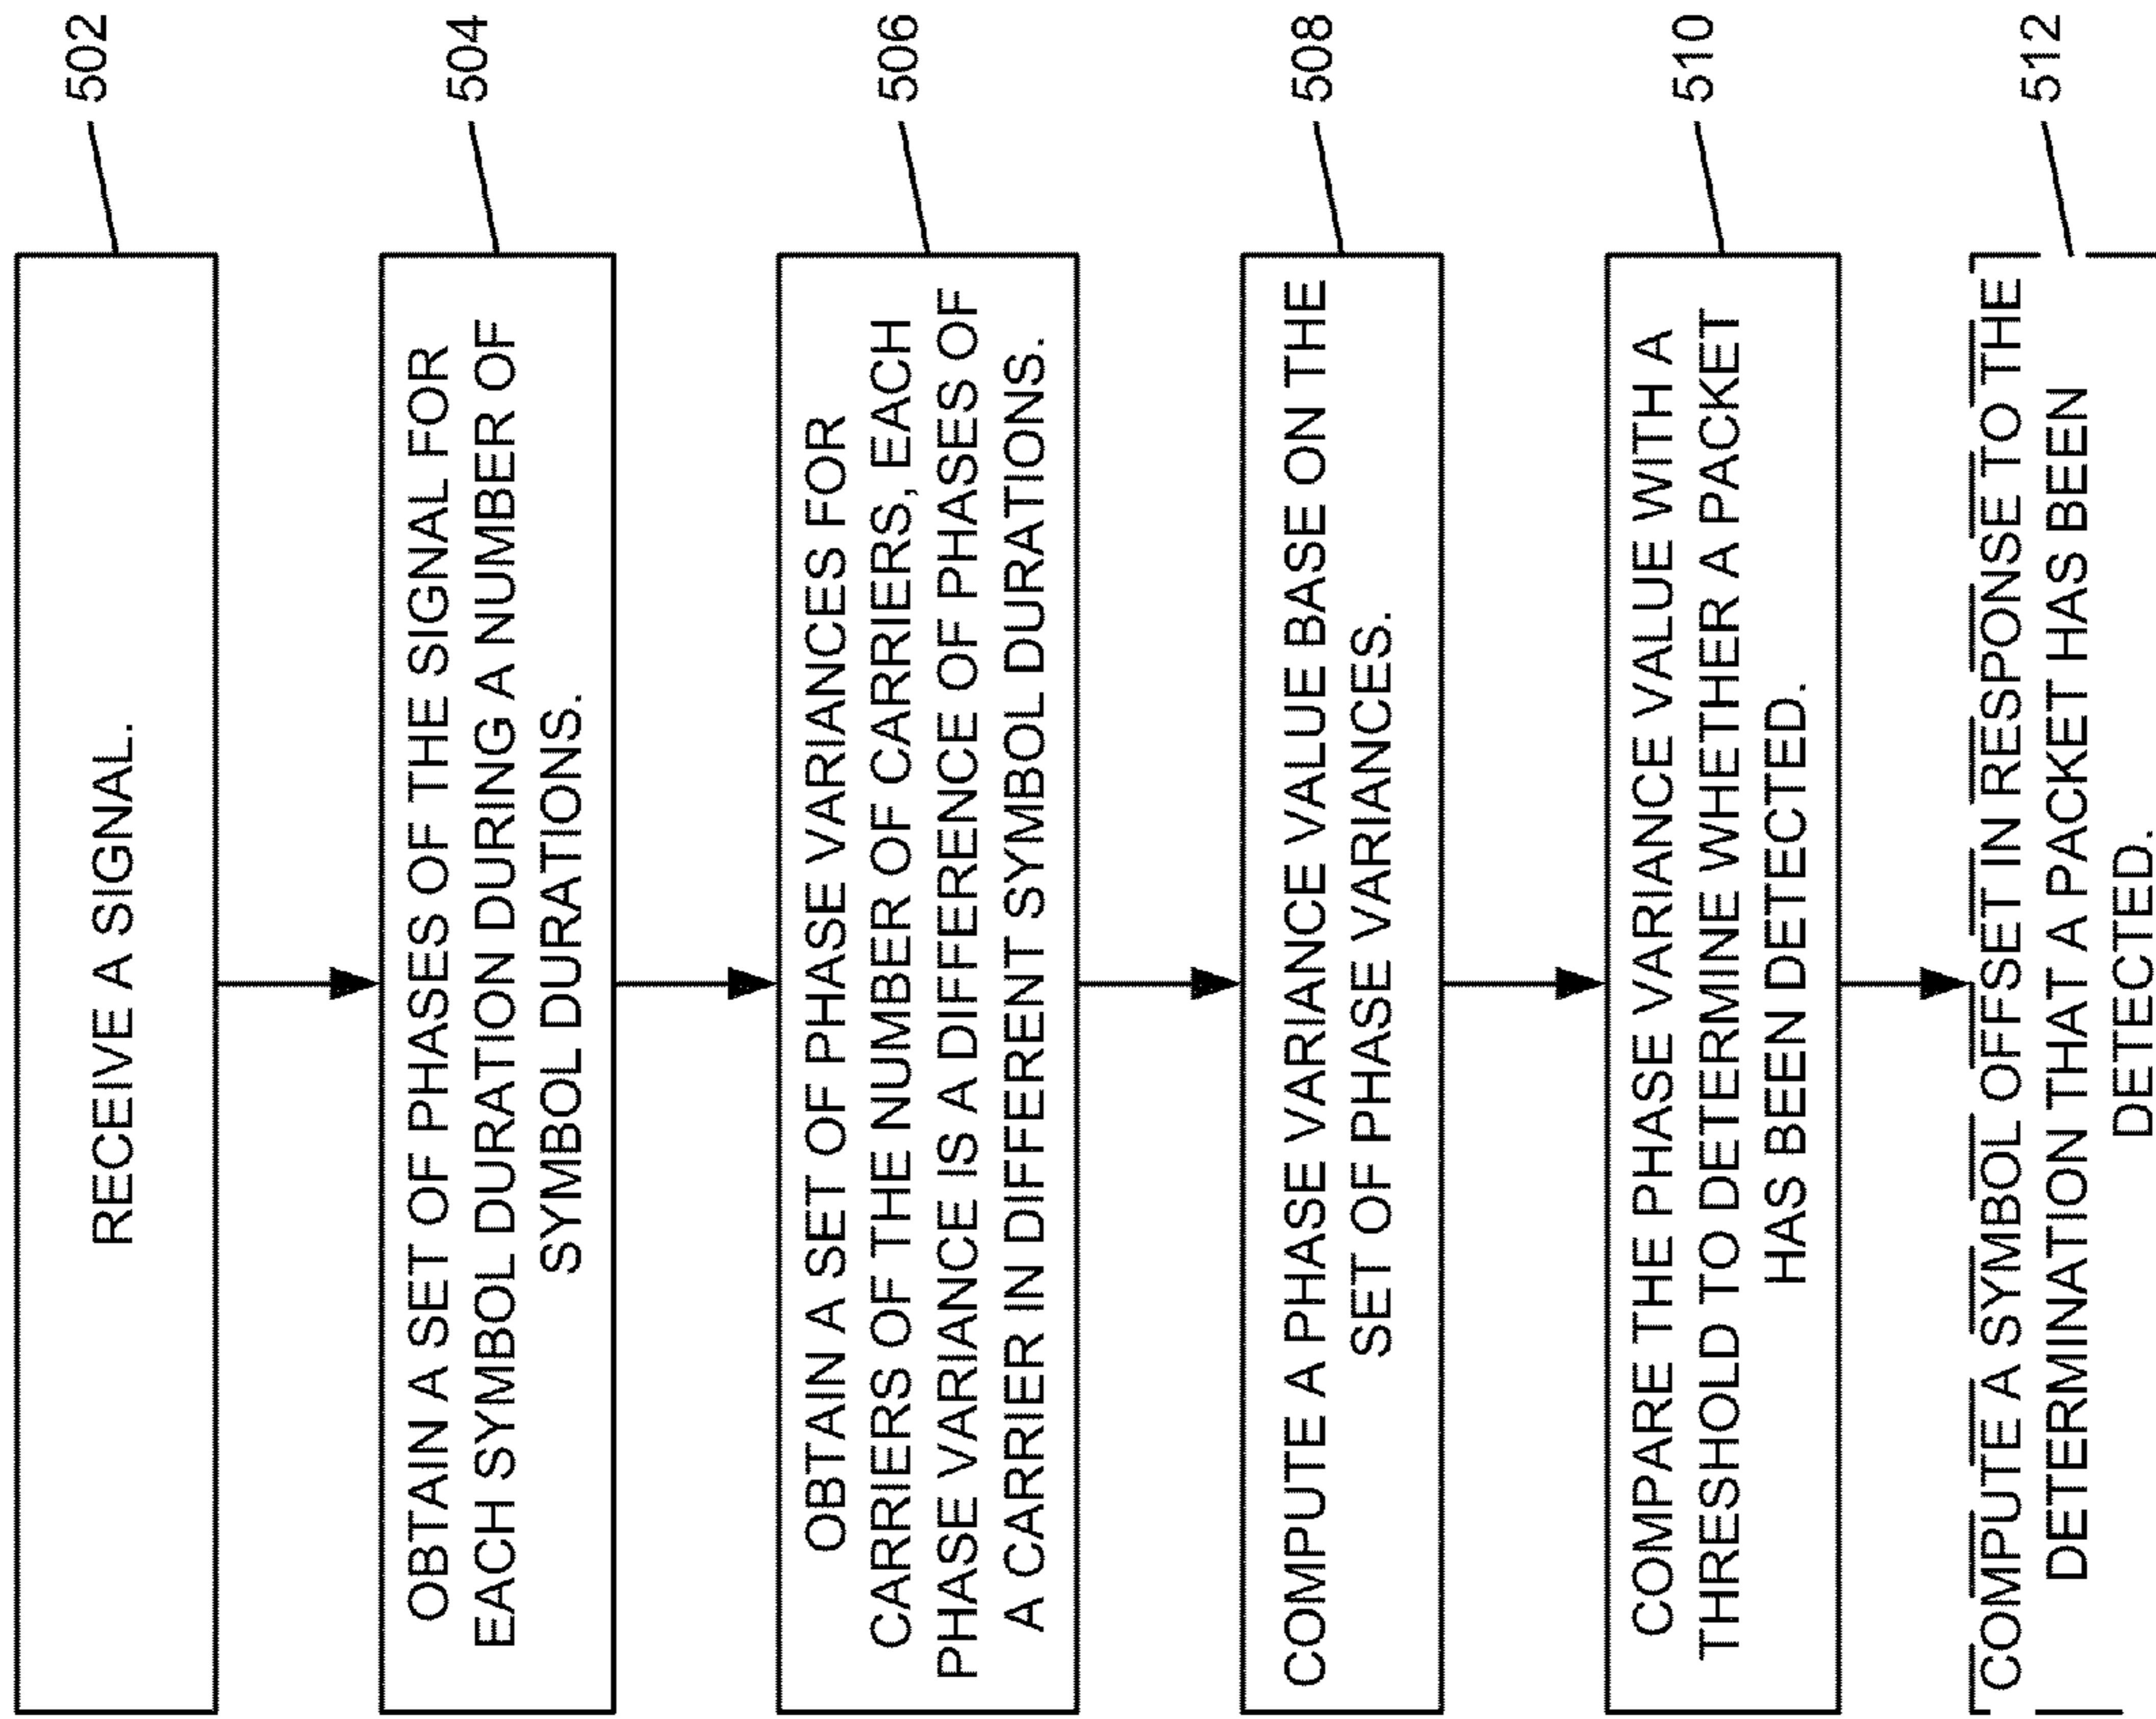 RECEIVE A SIGNAL.
502
OBTAIN A SET OF PHASES OF THE SIGNAL FOR
EACH SYMBOL DURATION DURING A NUMBER OF
SYMBOL DURATIONS.
504
OBTAIN A SET OF PHASE VARIANCES FOR
CARRIERS OF THE NUMBER OF CARRIERS, EACH
PHASE VARIANCE IS A DIFFERENCE OF PHASES OF
A CARRIER IN DIFFERENT SYMBOL DURATIONS.
506
COMPUTE A PHASE VARIANCE VALUE BASE ON THE
SET OF PHASE VARIANCES.
508
COMPARE THE PHASE VARIANCE VALUE WITH A
THRESHOLD TO DETERMINE WHETHER A PACKET
HAS BEEN DETECTED.
510
COMPUTE A SYMBOL OFFSET IN RESPONSE TO THE
DETERMINATION THAT A PACKET HAS BEEN
DETECTED.
512